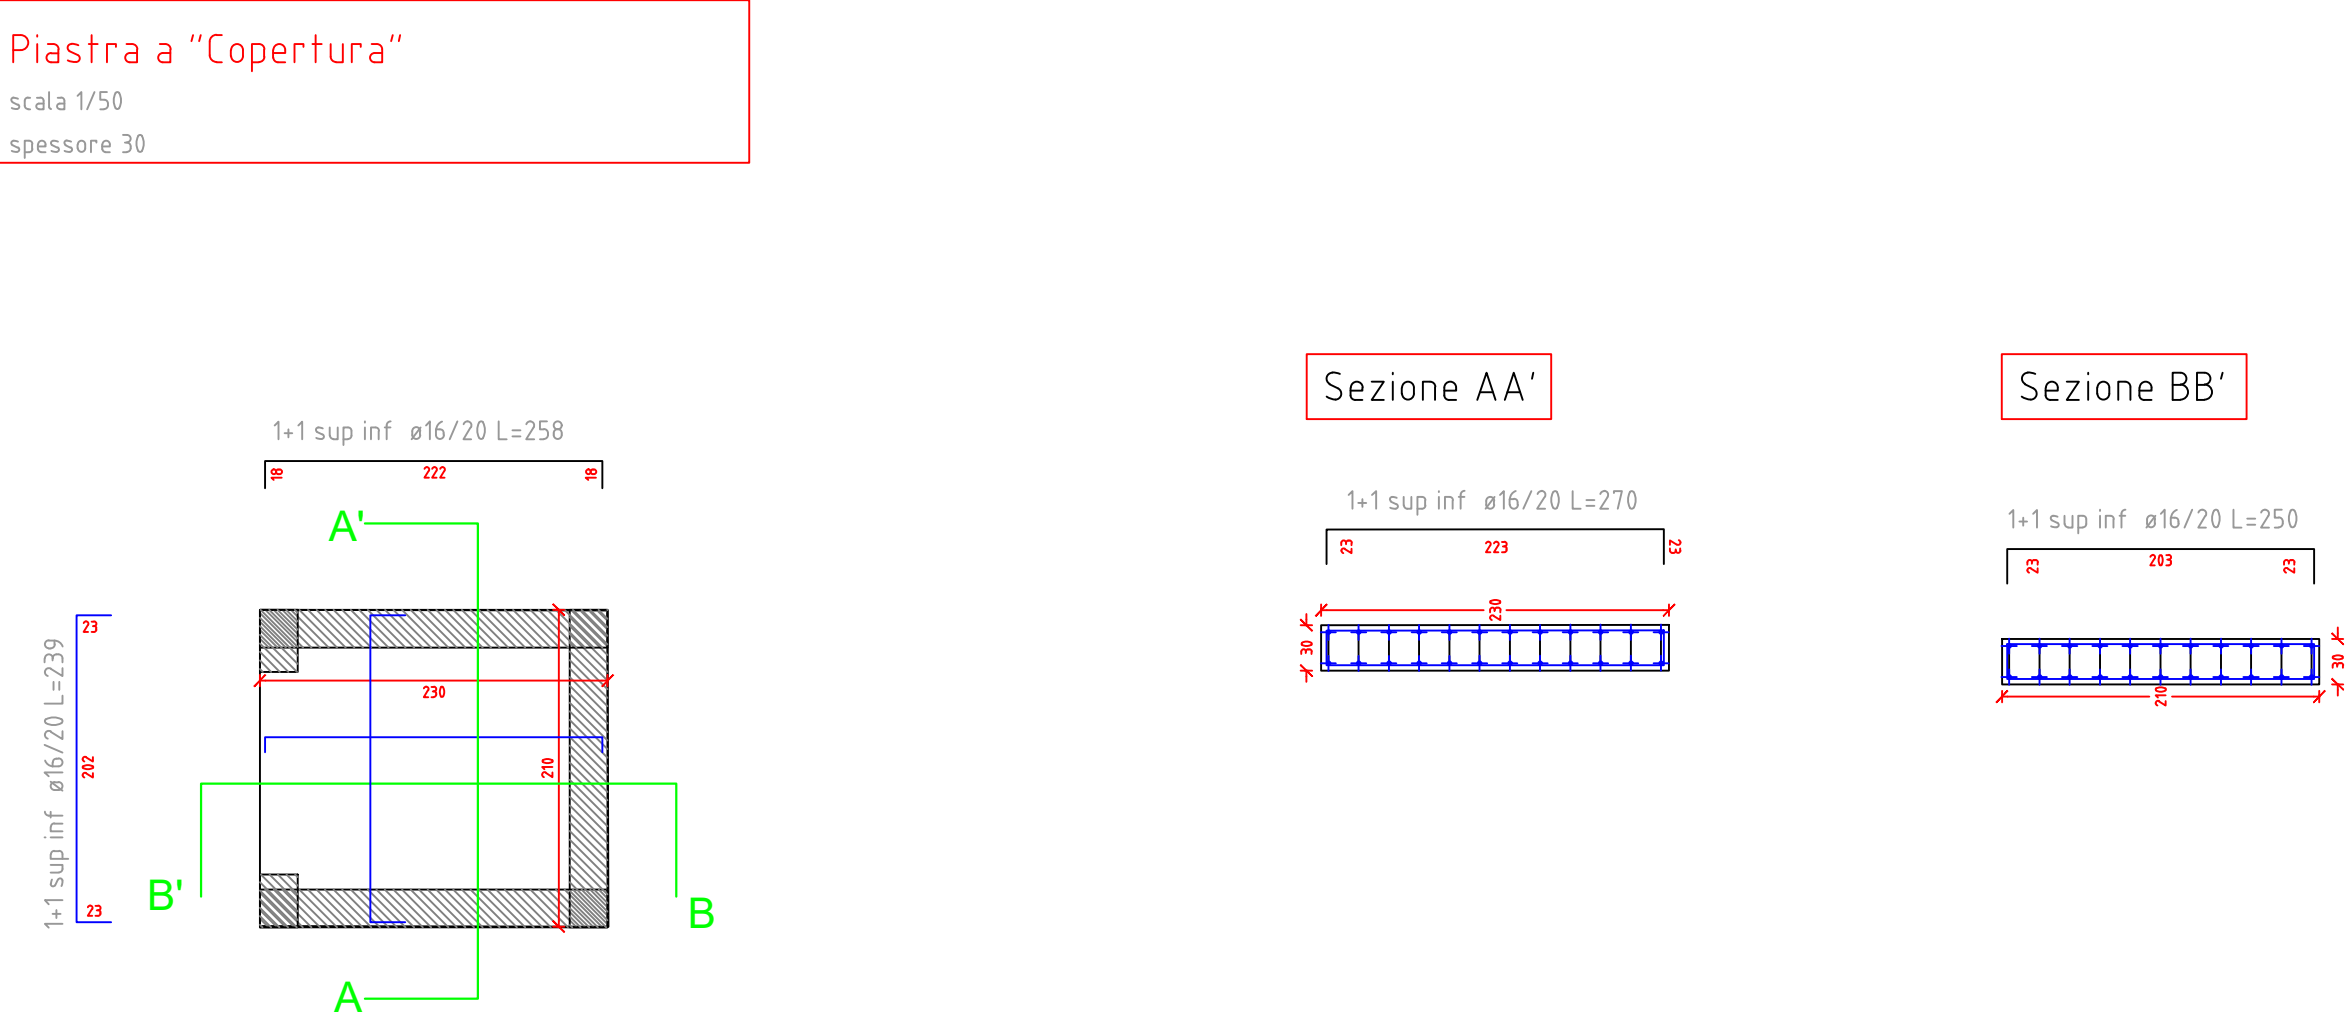 Piastra a "Copertura"
scala 1/50
spessore 30
1+1 sup inf ø16/20 L=258
18
222
18
A'
1+1 sup inf ø16/20 L=239
23
202
23
230
210
B'
B
A
Sezione AA'
1+1 sup inf ø16/20 L=270
23
223
23
230
30
Sezione BB'
1+1 sup inf ø16/20 L=250
23
203
23
30
210